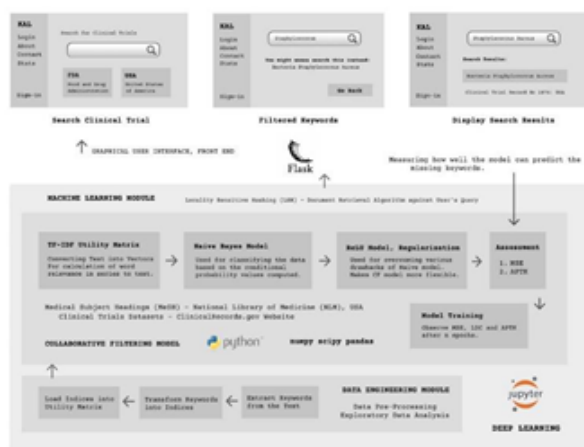 KAL
Login
About
Contact
Stats
Sign-in
Search for Clinical Trials
FDA
Food and Drug
Administration
USA
United States
of America
KAL
Login
About
Contact
Stats
Sign-in
Staphylococcus
You might mean search this instead:
Bacteria Staphylococcus Aureus
Go Back
KAL
Login
About
Contact
Stats
Sign-in
Staphylococcus Aureus
Search Results:
Bacteria Staphylococcus Aureus
Clinical Trial Record
Search Clinical Trial
Filtered Keywords
Display Search Results
GRAPHICAL USER INTERFACE, FRONT END
Flask
Measuring how well the model can predict the
missing keywords.
MACHINE LEARNING MODULE
Locality Sensitive Hashing (LSH) - Document Retrieval Algorithm against User's Query
TF-IDF Utility Matrix
Converting Text into Vectors
For calculation of word
relevance in series to text.
Naive Bayes Model
Used for classifying the data
based on the conditional
probability values computed.
Model, Regularization
Used for overcoming various
drawbacks of Naive model.
Makes CF model more flexible.
Assessment
1. MSE
2.
Medical Subject Headings (MeSH) - National Library of Medicine (NLM), USA
Clinical Trials Datasets - ClinicalRecords.gov Website
Model Training
Observe MSE, and
after n epochs.
COLLABORATIVE FILTERING MODEL
python
numpy scipy pandas
Load Indices into
Utility Matrix
Transform Keywords
into Indices
Extract Keywords
from the Text
DATA ENGINEERING MODULE
Data Pre-Processing
Exploratory Data Analysis
jupyter
DEEP LEARNING